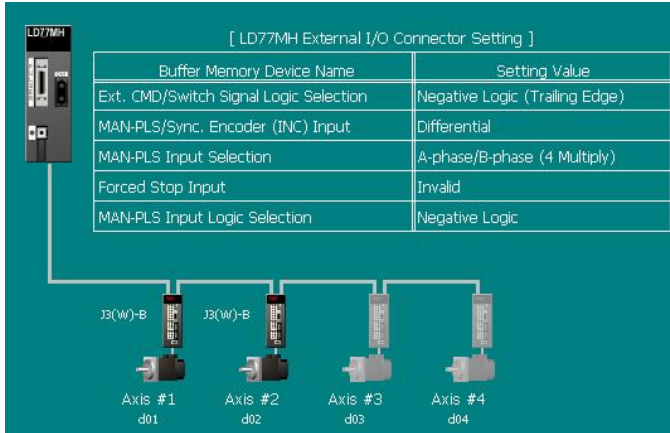 LD77MH
[ LD77MH External I/O Connector Setting ]
Buffer Memory Device Name Setting Value
Ext. CMD/Switch Signal Logic Selection Negative Logic (Trailing Edge)
MAN-PLS/Sync. Encoder (INC) Input Differential
MAN-PLS Input Selection A-phase/B-phase (4 Multiply)
Forced Stop Input Invalid
MAN-PLS Input Logic Selection Negative Logic
J3(W)-B J3(W)-B
Axis #1 Axis #2 Axis #3 Axis #4
d01 d02 d03 d04